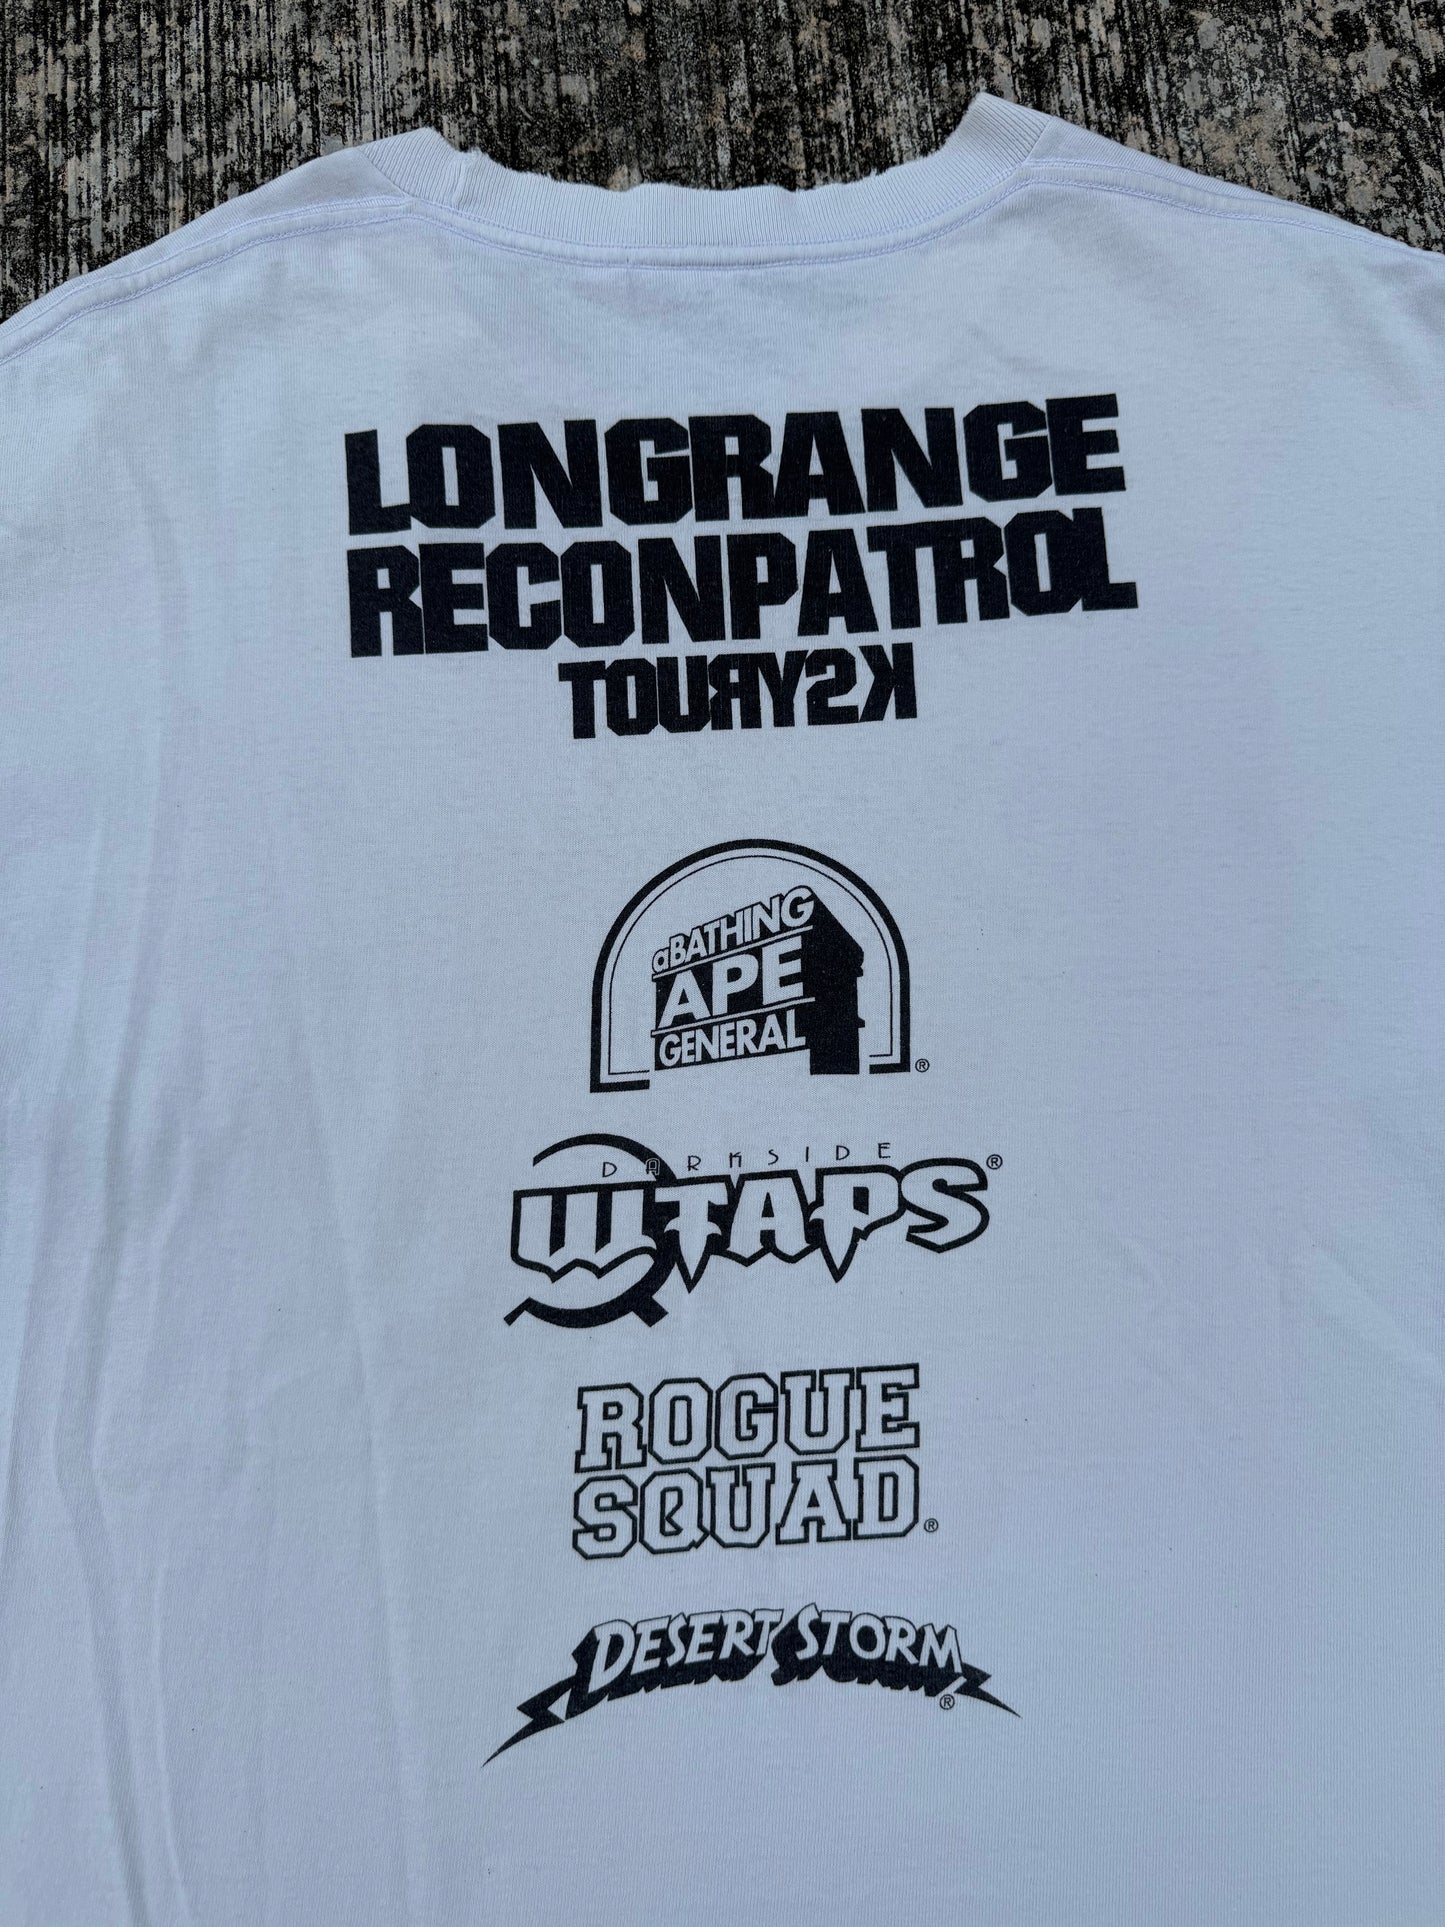 LONGRANGE
RECONPATROL
TOURY2K
aBATHING
APE
GENERAL
®
DARKSIDE
WTAPS®
ROGUE
SQUAD®
DESERT STORM
®